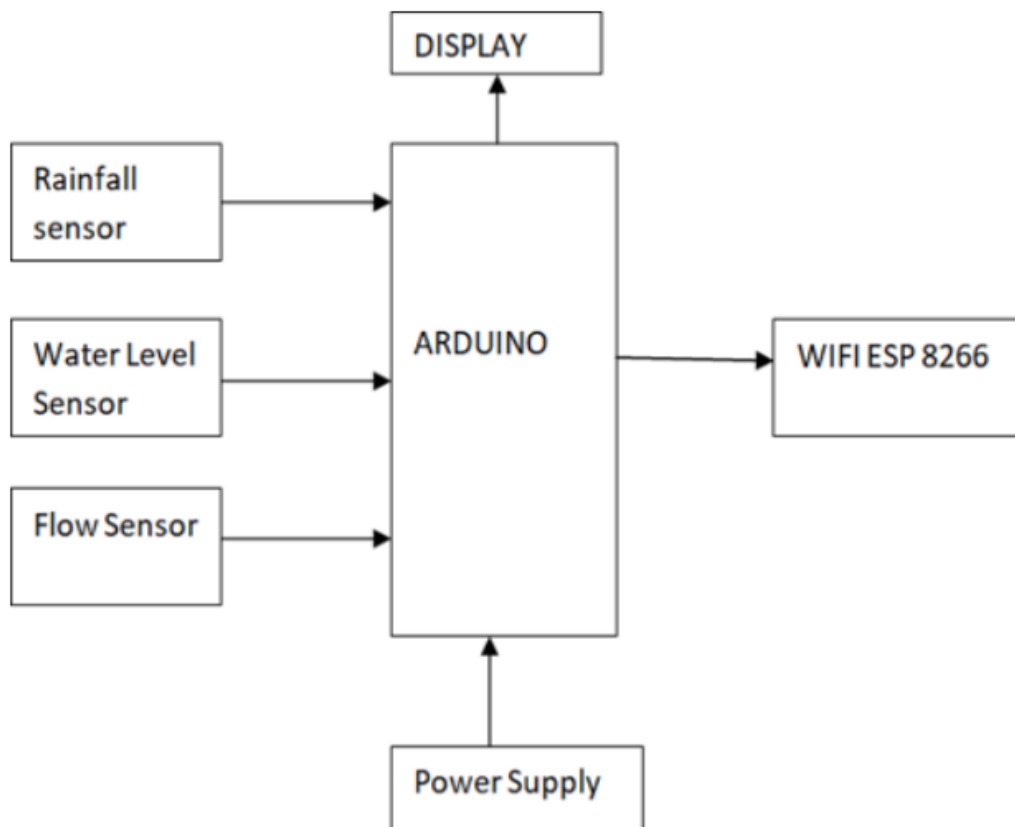 DISPLAY
Rainfall
sensor
Water Level
Sensor
Flow Sensor
ARDUINO
WIFI ESP 8266
Power Supply